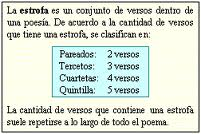 La estrofa es un conjunto de versos dentro de
una poesía. De acuerdo a la cantidad de versos
que tiene una estrofa, se clasifican en:
Pareados: 2 versos
Tercetos: 3 versos
Cuartetas: 4 versos
Quintilla: 5 versos
La cantidad de versos que contiene una estrofa
suele repetirse a lo largo de todo el poema.